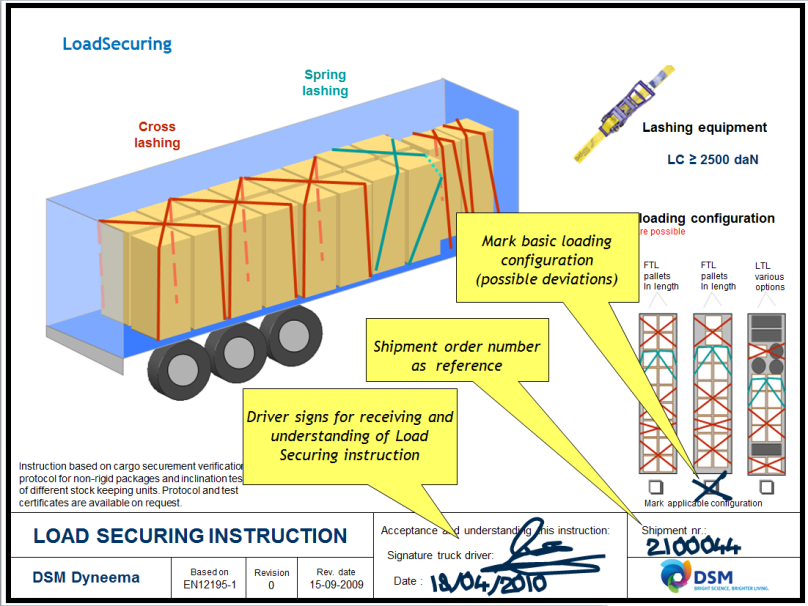 LoadSecuring
Spring
lashing
Cross
lashing
Lashing equipment
LC ≥ 2500 daN
loading configuration
re possible
Mark basic loading
configuration
(possible deviations)
FTL
pallets
In length
FTL
pallets
In length
LTL
various
options
Shipment order number
as reference
Driver signs for receiving and
understanding of Load
Securing instruction
Instruction based on cargo securement verification
protocol for non-rigid packages and inclination tes
of different stock keeping units. Protocol and test
certificates are available on request.
Mark applicable configuration
LOAD SECURING INSTRUCTION
Acceptance and understanding this instruction:
Signature truck driver:
Date : 18/04/2010
Shipment nr.:
2100044
DSM Dyneema
Based on
EN12195-1
Revision
0
Rev. date
15-09-2009
DSM
BRIGHT SCIENCE. BRIGHTER LIVING.